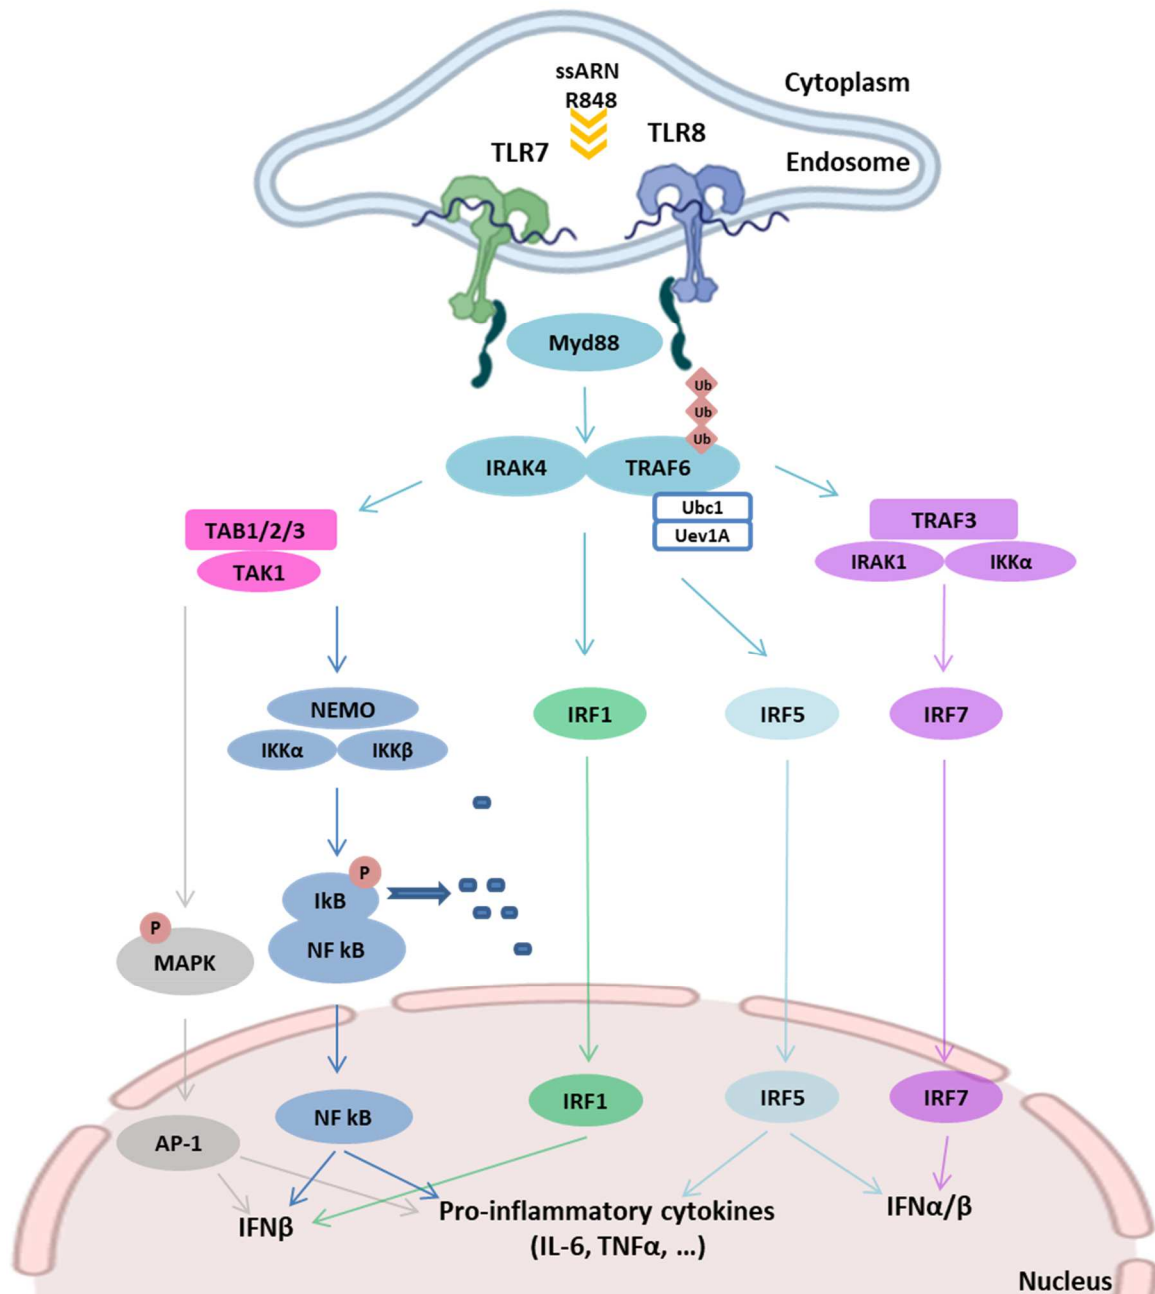 ssARN
R848
Cytoplasm
TLR7
TLR8
Endosome
Myd88
Ub
Ub
Ub
IRAK4
TRAF6
Ubc1
Uev1A
TAB1/2/3
TAK1
TRAF3
IRAK1
IKKα
NEMO
IKKα
IKKβ
IRF1
IRF5
IRF7
P
IkB
NF kB
P
MAPK
AP-1
NF kB
IRF1
IRF5
IRF7
IFNβ
Pro-inflammatory cytokines
(IL-6, TNFα, ...)
IFNα/β
Nucleus